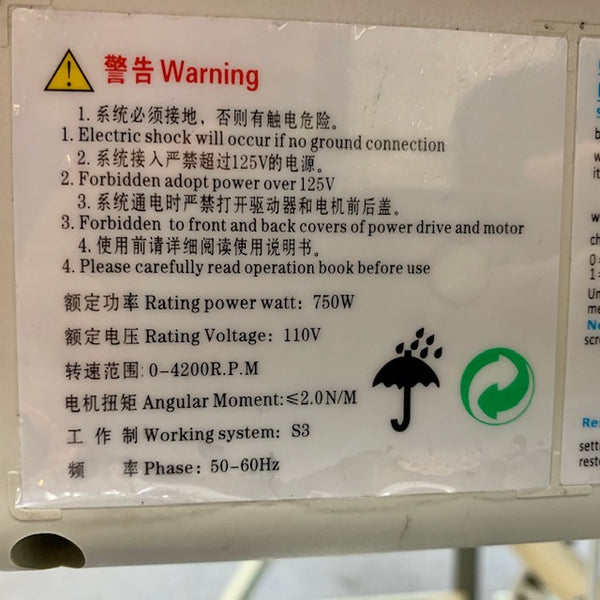 警告 Warning
1. 系统必须接地，否则有触电危险。
1. Electric shock will occur if no ground connection
2. 系统接入严禁超过125V的电源。
2. Forbidden adopt power over 125V
3. 系统通电时严禁打开驱动器和电机前后盖。
3. Forbidden to front and back covers of power drive and motor
4. 使用前请详细阅读使用说明书。
4. Please carefully read operation book before use
额定功率 Rating power watt: 750W
额定电压 Rating Voltage: 110V
转速范围: 0-4200R.P.M
电机扭矩 Angular Moment:≤2.0N/M
工 作 制 Working system: S3
频 率 Phase: 50-60Hz